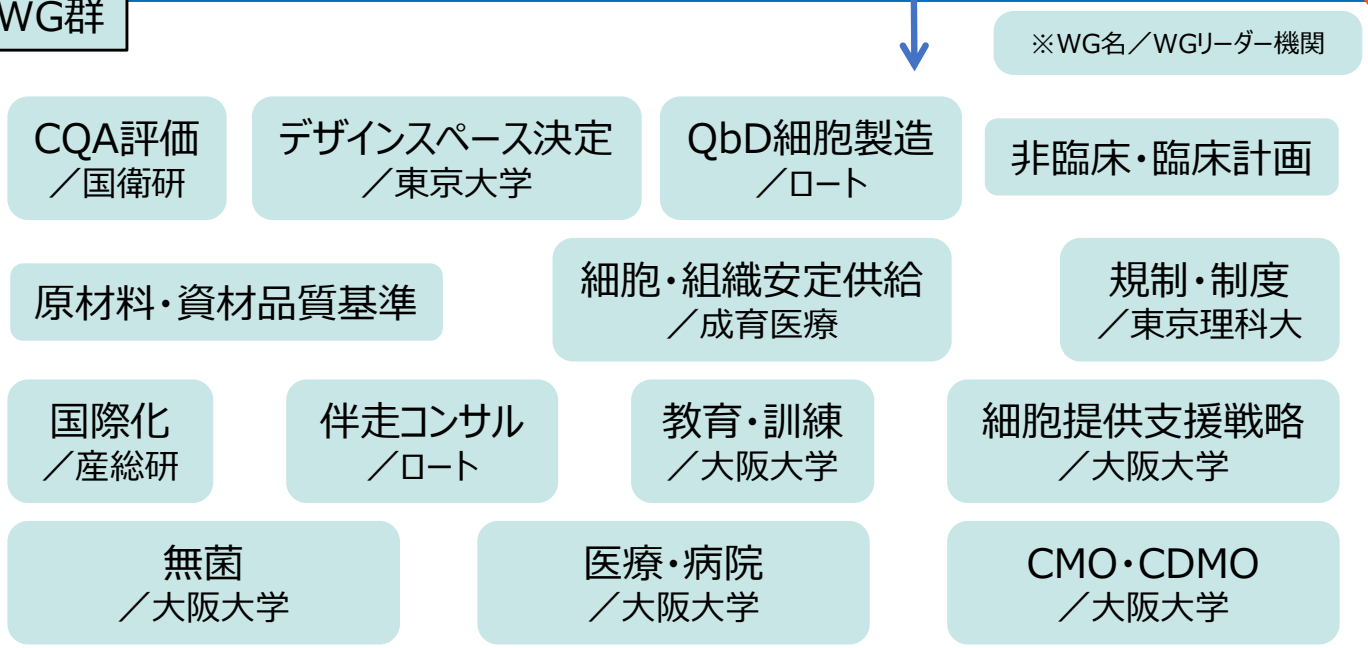 WG群
※WG名／WGリーダー機関
CQA評価
／国衛研
デザインスペース決定
／東京大学
QbD細胞製造
／ロート
非臨床・臨床計画
原材料・資材品質基準
細胞・組織安定供給
／成育医療
規制・制度
／東京理科大
国際化
／産総研
伴走コンサル
／ロート
教育・訓練
／大阪大学
細胞提供支援戦略
／大阪大学
無菌
／大阪大学
医療・病院
／大阪大学
CMO・CDMO
／大阪大学